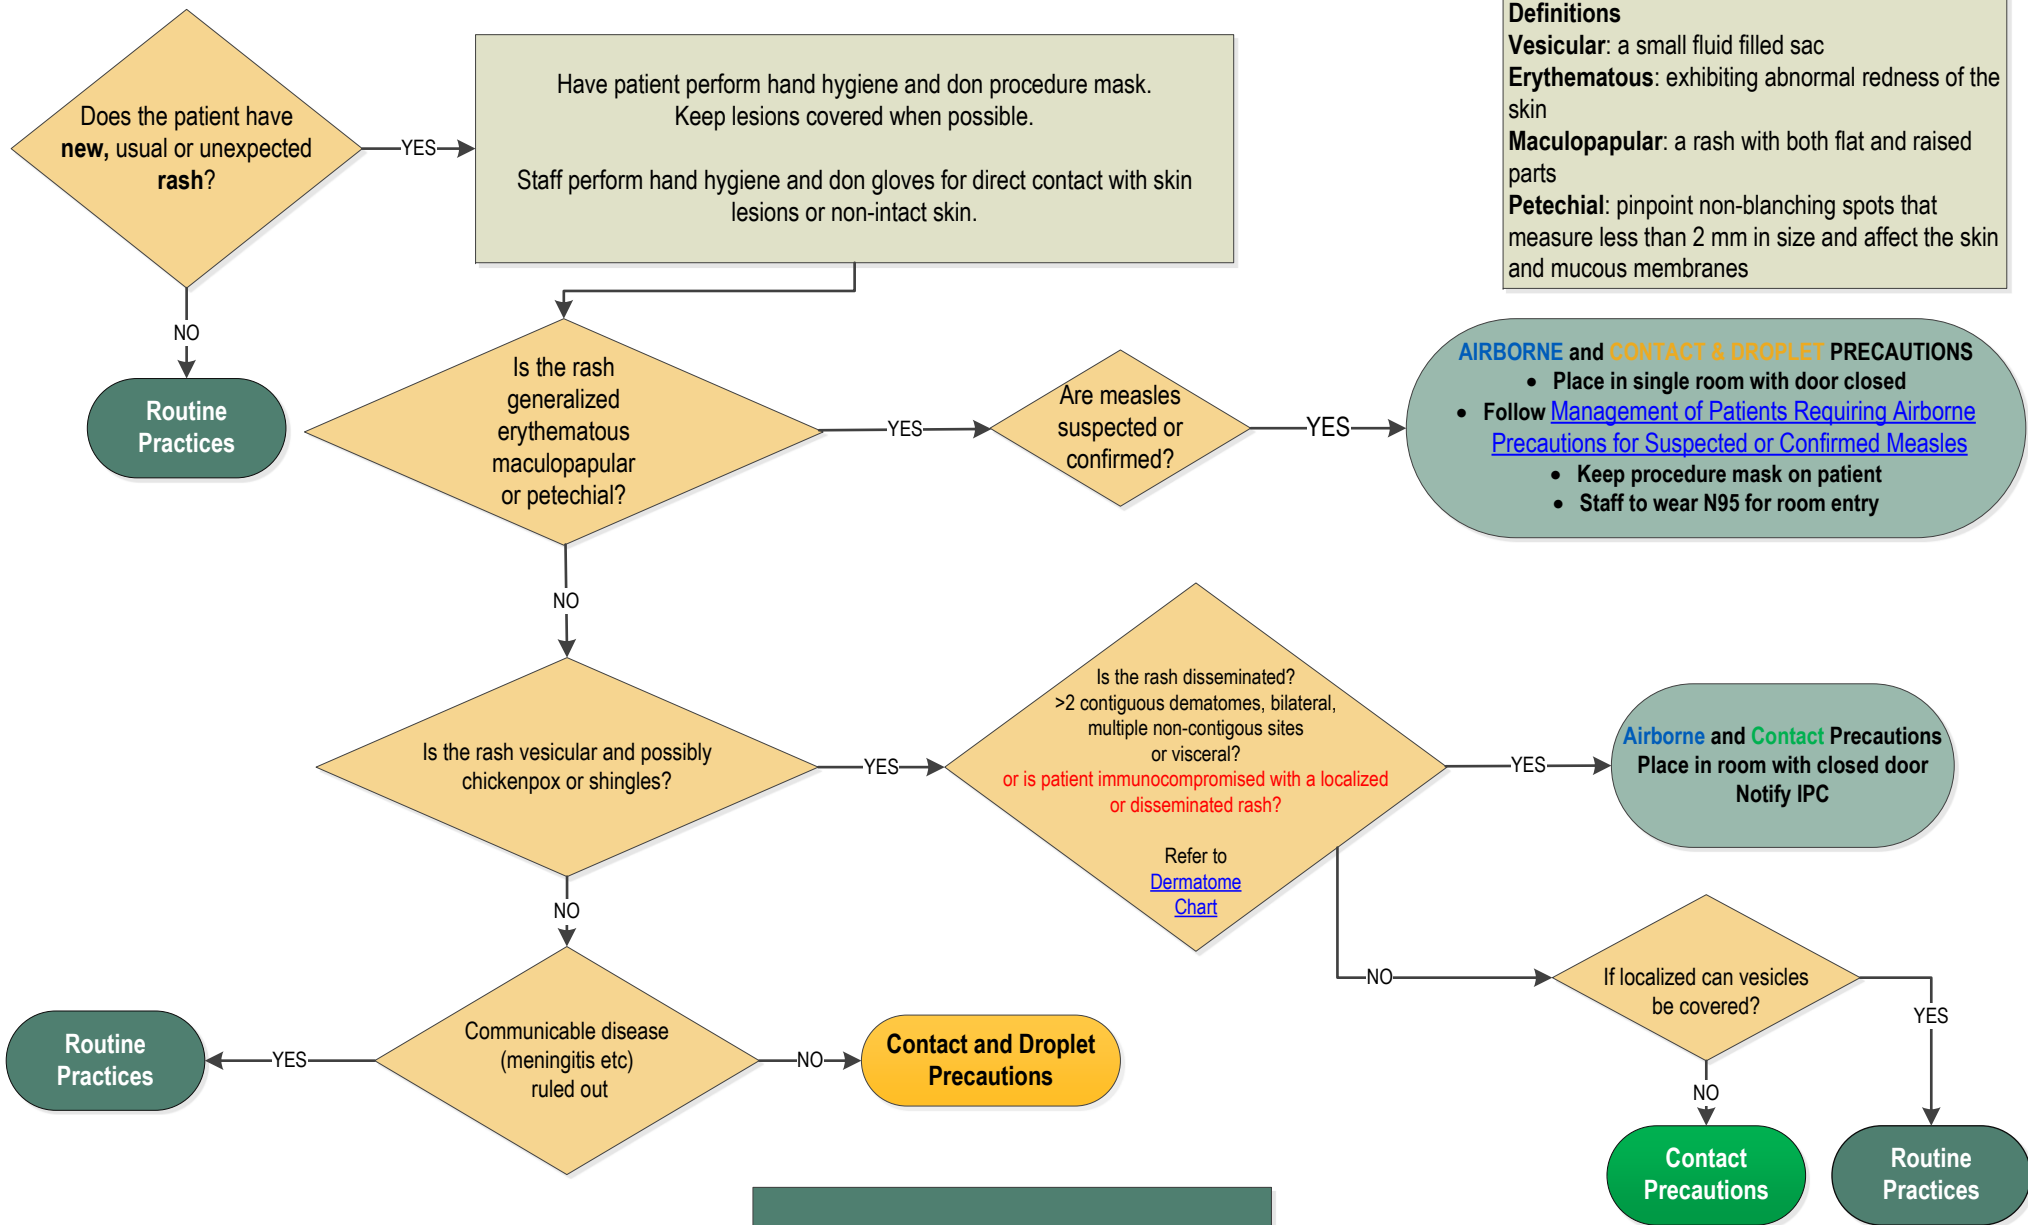 Does the patient have
new, usual or unexpected
rash?
YES
NO
Routine
Practices
Have patient perform hand hygiene and don procedure mask.
Keep lesions covered when possible.
Staff perform hand hygiene and don gloves for direct contact with skin
lesions or non-intact skin.
Definitions
Vesicular: a small fluid filled sac
Erythematous: exhibiting abnormal redness of the
skin
Maculopapular: a rash with both flat and raised
parts
Petechial: pinpoint non-blanching spots that
measure less than 2 mm in size and affect the skin
and mucous membranes
Is the rash
generalized
erythematous
maculopapular
or petechial?
YES
Are measles
suspected or
confirmed?
YES
AIRBORNE and CONTACT & DROPLET PRECAUTIONS
• Place in single room with door closed
• Follow Management of Patients Requiring Airborne
Precautions for Suspected or Confirmed Measles
• Keep procedure mask on patient
• Staff to wear N95 for room entry
NO
Is the rash vesicular and possibly
chickenpox or shingles?
YES
Is the rash disseminated?
>2 contiguous dematomes, bilateral,
multiple non-contigous sites
or visceral?
or is patient immunocompromised with a localized
or disseminated rash?
Refer to
Dermatome
Chart
YES
Airborne and Contact Precautions
Place in room with closed door
Notify IPC
NO
If localized can vesicles
be covered?
YES
NO
Contact
Precautions
Routine
Practices
NO
Communicable disease
(meningitis etc)
ruled out
YES
Routine
Practices
NO
Contact and Droplet
Precautions